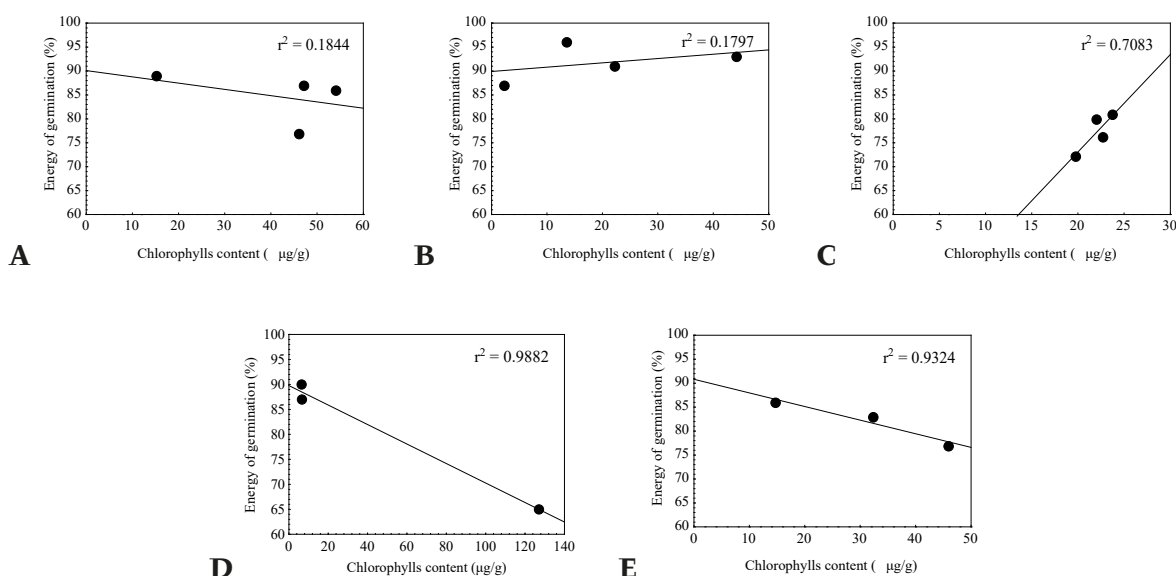 r² = 0.1844
Energy of germination (%)
100
95
90
85
80
75
70
65
60
0 10 20 30 40 50 60
Chlorophylls content ( μg/g)
A
r² = 0.1797
Energy of germination (%)
100
95
90
85
80
75
70
65
60
0 10 20 30 40 50
Chlorophylls content ( μg/g)
B
r² = 0.7083
Energy of germination (%)
100
95
90
85
80
75
70
65
60
0 5 10 15 20 25 30
Chlorophylls content ( μg/g)
C
r² = 0.9882
Energy of germination (%)
100
95
90
85
80
75
70
65
60
0 20 40 60 80 100 120 140
Chlorophylls content (μg/g)
D
r² = 0.9324
Energy of germination (%)
100
95
90
85
80
75
70
65
60
0 10 20 30 40 50
Chlorophylls content ( μg/g)
E